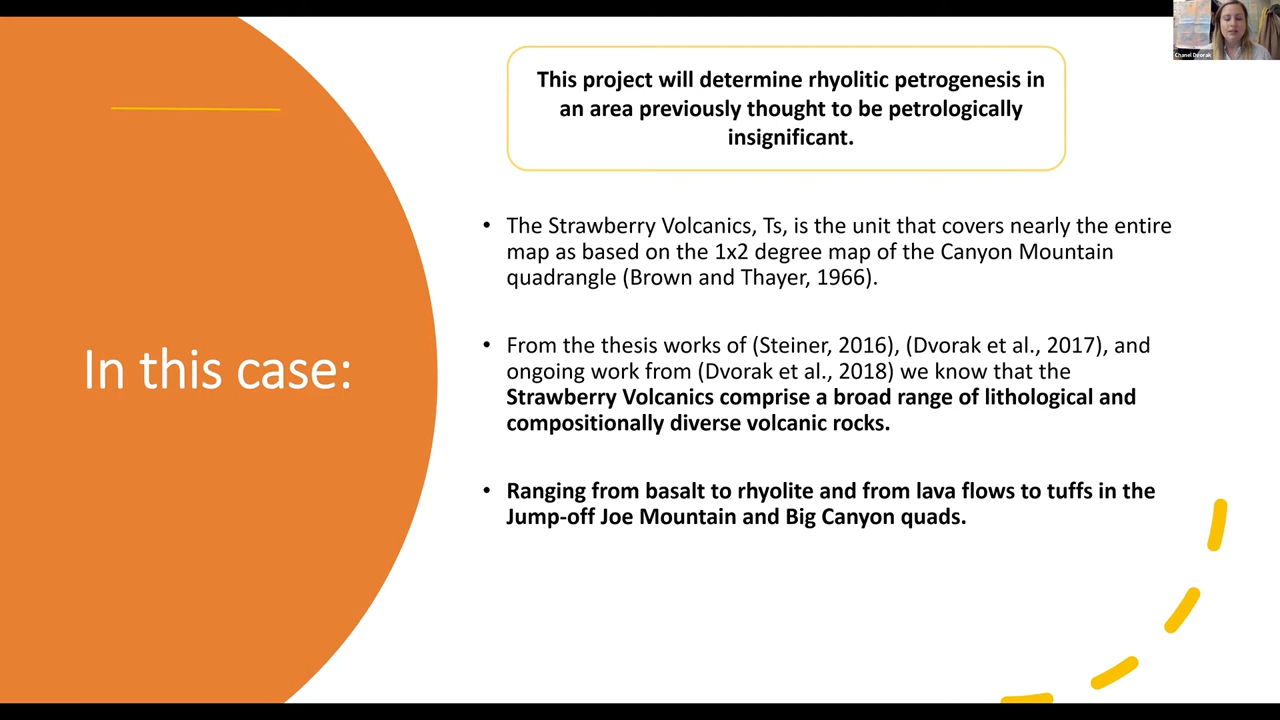 This project will determine rhyolitic petrogenesis in
an area previously thought to be petrologically
insignificant.
• The Strawberry Volcanics, Ts, is the unit that covers nearly the entire
map as based on the 1x2 degree map of the Canyon Mountain
quadrangle (Brown and Thayer, 1966).
• From the thesis works of (Steiner, 2016), (Dvorak et al., 2017), and
ongoing work from (Dvorak et al., 2018) we know that the
Strawberry Volcanics comprise a broad range of lithological and
compositionally diverse volcanic rocks.
• Ranging from basalt to rhyolite and from lava flows to tuffs in the
Jump-off Joe Mountain and Big Canyon quads.
In this case:
Chanel Dvorak